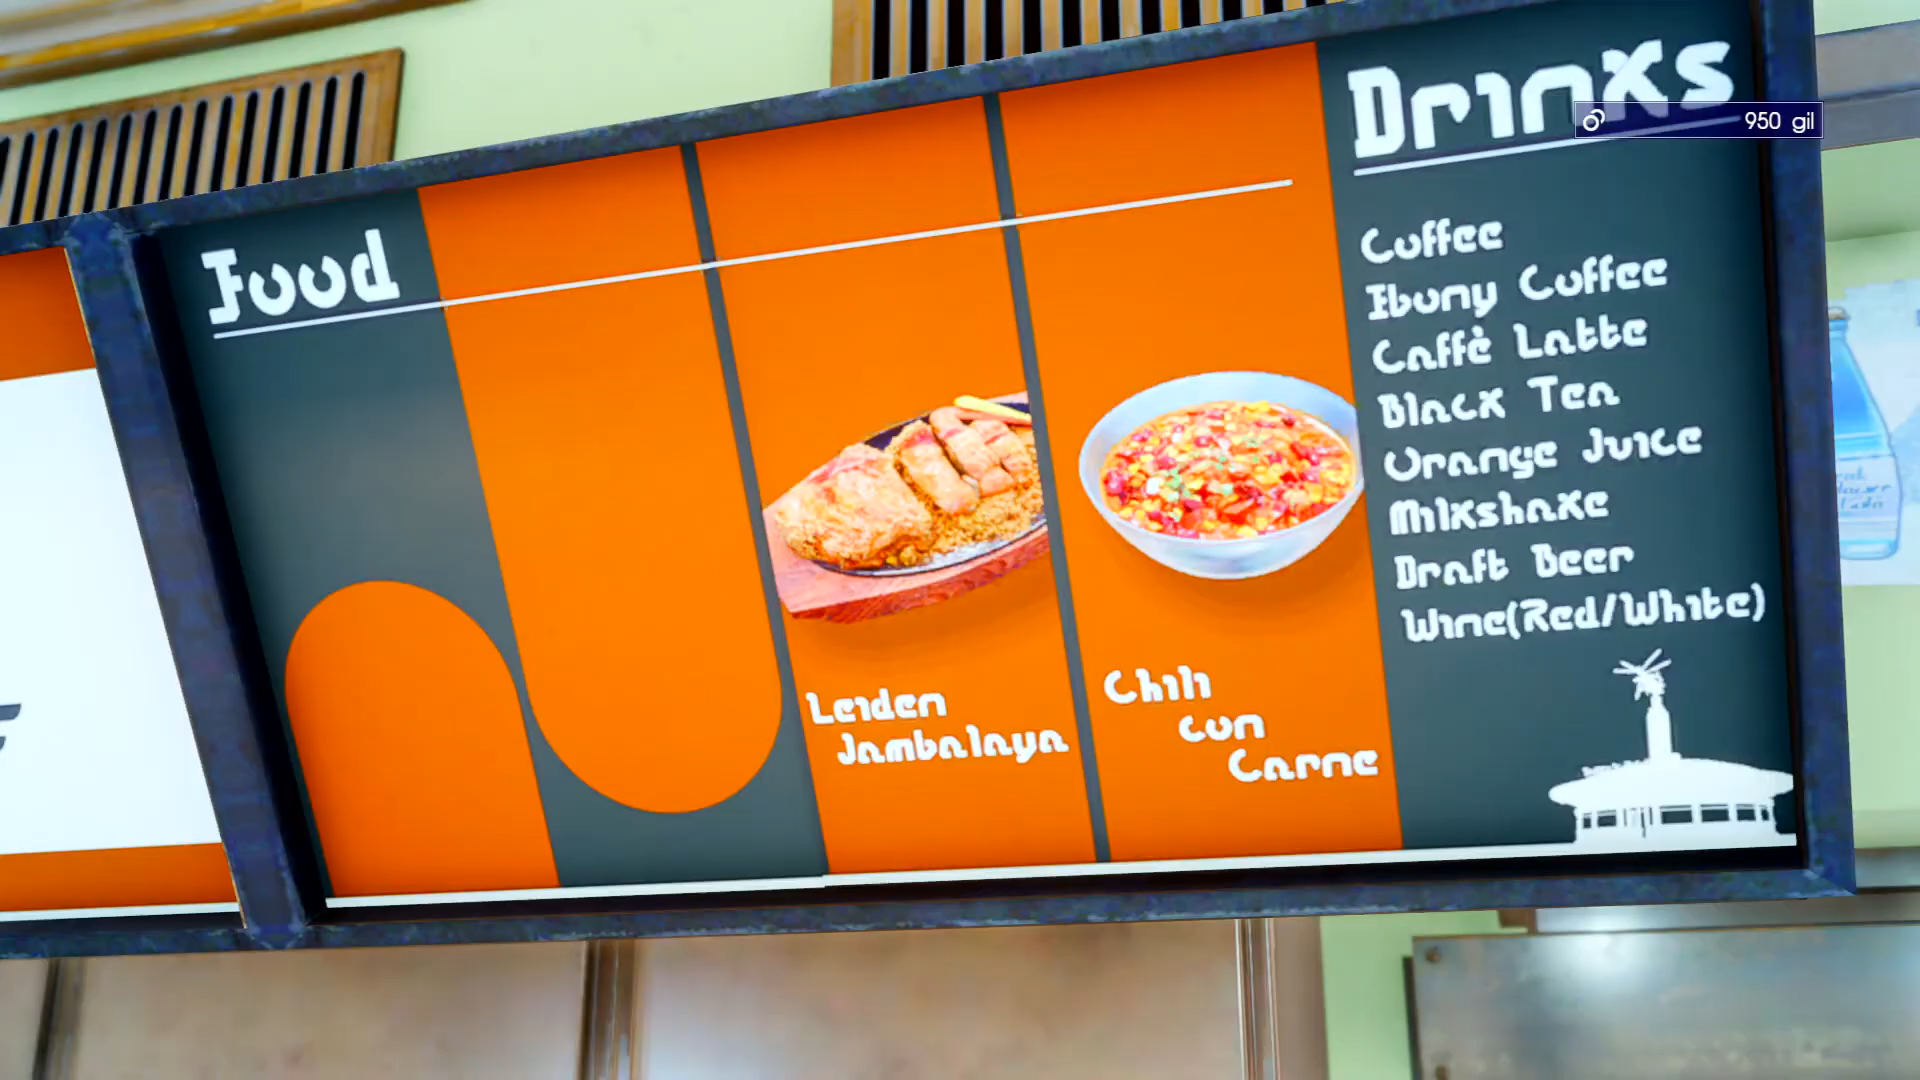 Food
Leiden
Jambalaya
Chili
con
Carne
Drinks
950 gil
Coffee
Ebony Coffee
Caffè Latte
Black Tea
Orange Juice
Milkshake
Draft Beer
Wine(Red/White)